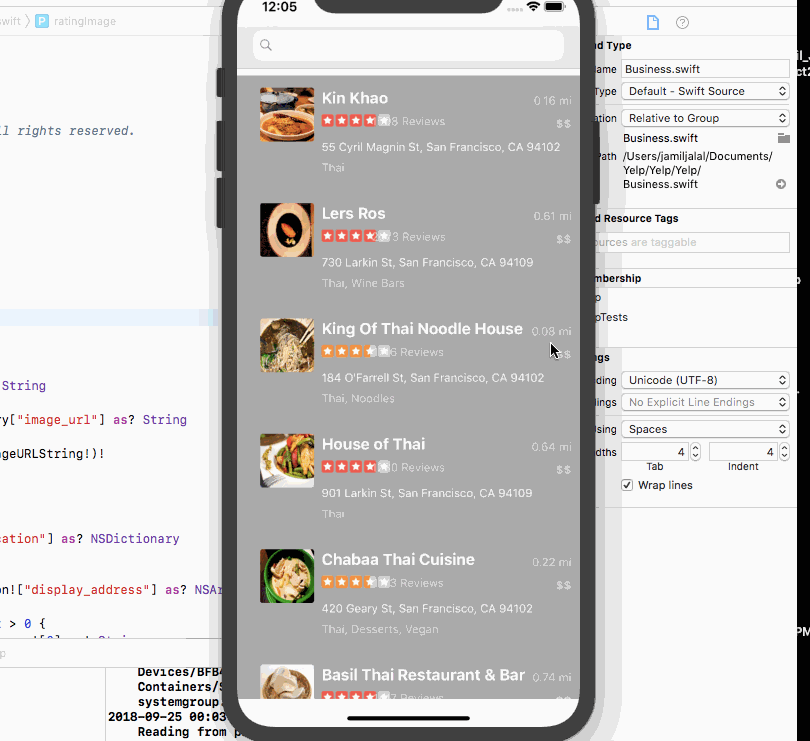 12:05
swift
P ratingImage
ll rights reserved.
String
ry["image_url"] as? String
ageURLString!)!
cation"] as? NSDictionary
on!["display_address"] as? NSAr
> 0 {
Devices/BFB4
Containers/S
systemgroup.
2018-09-25 00:03
Reading from p
Kin Khao
0.16 mi
8 Reviews
$$
55 Cyril Magnin St, San Francisco, CA 94102
Thai
Lers Ros
0.61 mi
3 Reviews
$$
730 Larkin St, San Francisco, CA 94109
Thai, Wine Bars
King Of Thai Noodle House
0.08 mi
6 Reviews
$$
184 O'Farrell St, San Francisco, CA 94102
Thai, Noodles
House of Thai
0.64 mi
0 Reviews
$$
901 Larkin St, San Francisco, CA 94109
Thai
Chabaa Thai Cuisine
0.22 mi
3 Reviews
$$
420 Geary St, San Francisco, CA 94102
Thai, Desserts, Vegan
Basil Thai Restaurant & Bar
0.74 mi
7 Reviews
$$
nd Type
ame Business.swift
Type Default - Swift Source
ation Relative to Group
Business.swift
Path /Users/jamiljalal/Documents/
Yelp/Yelp/Yelp/
Business.swift
d Resource Tags
ources are taggable
mbership
p
pTests
ngs
ding Unicode (UTF-8)
ings No Explicit Line Endings
sing Spaces
dths 4 4
Tab Indent
Wrap lines
PM